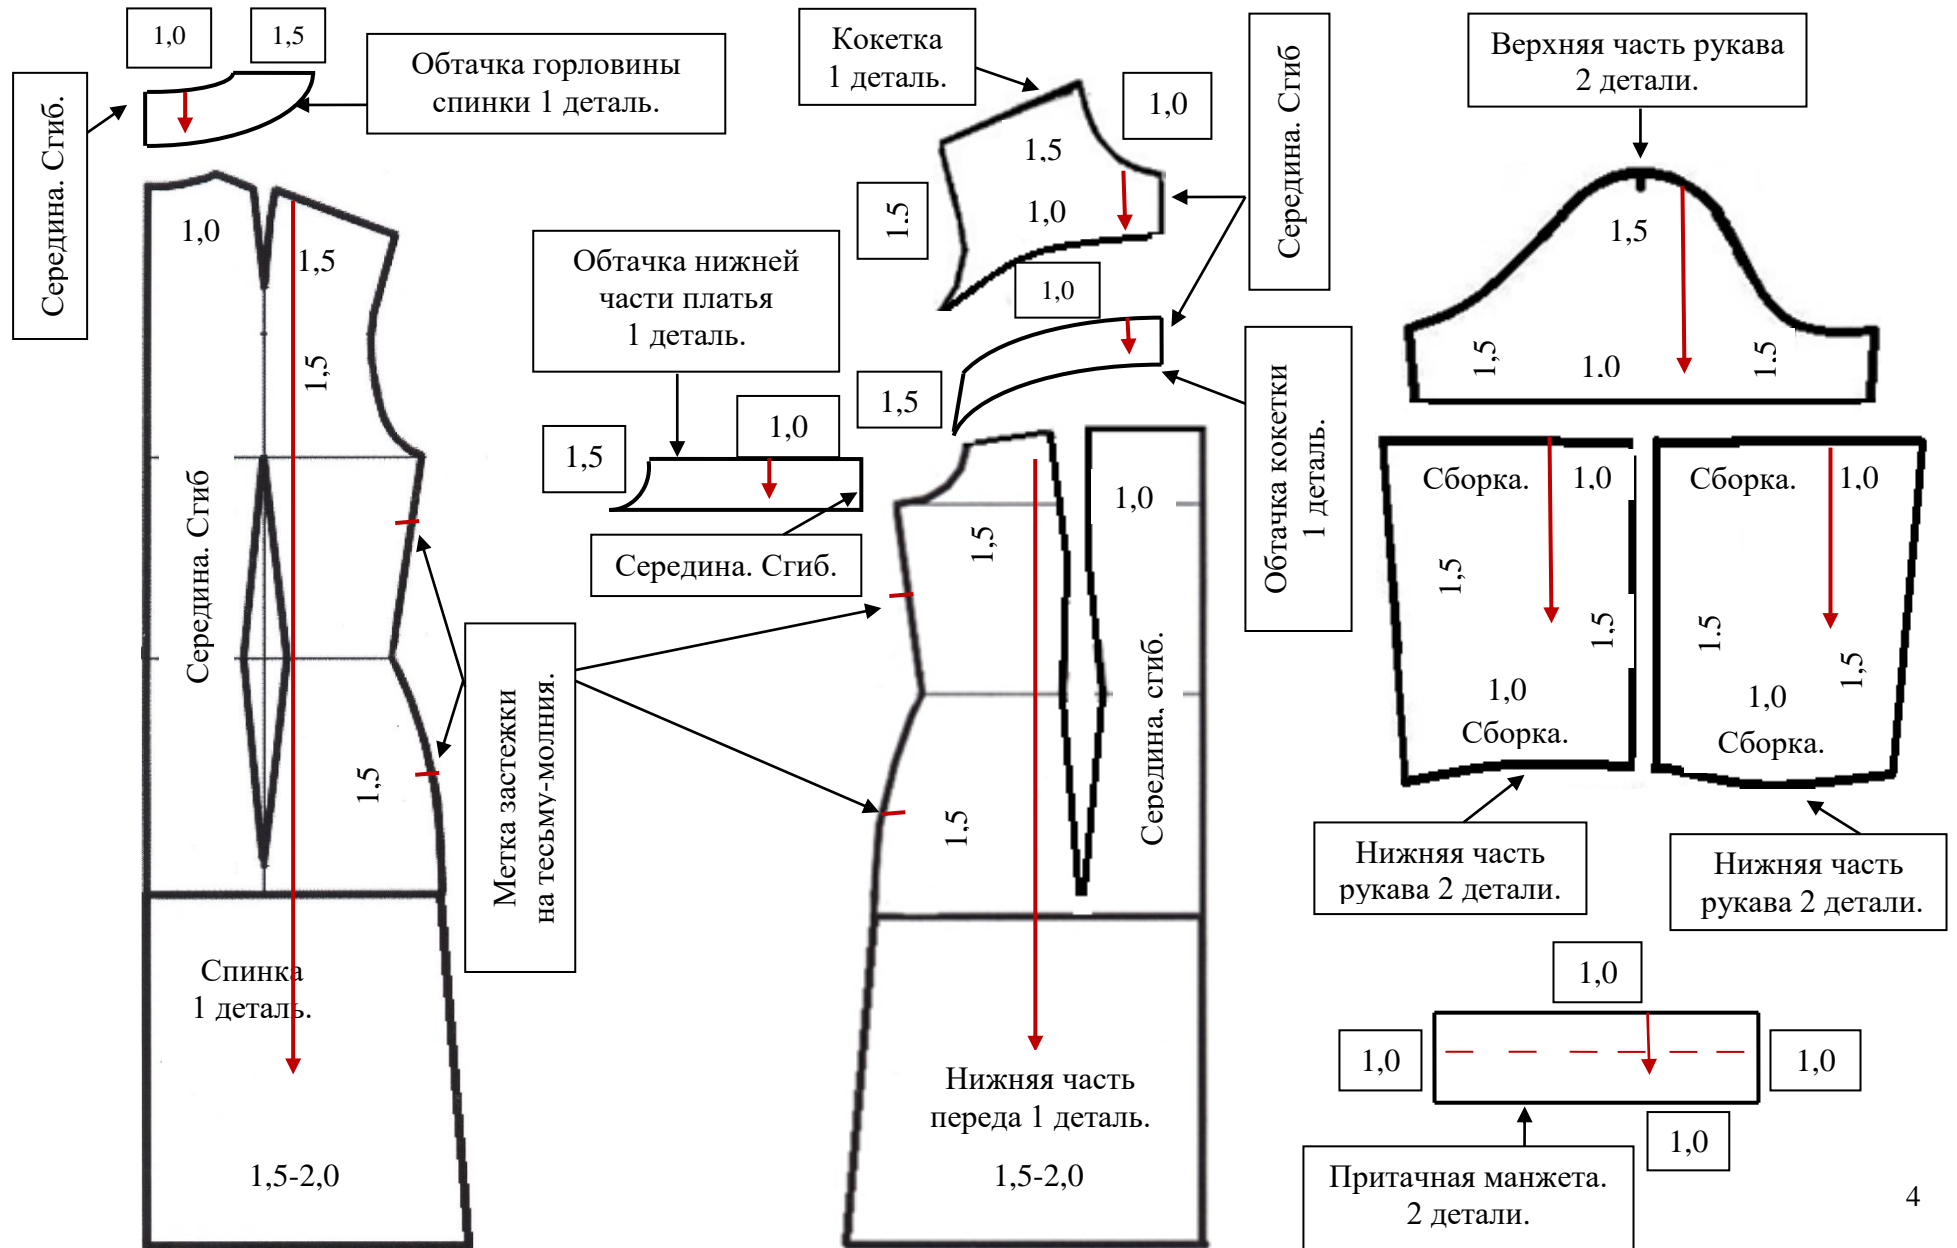 1,0
1,5
Обтачка горловины
спинки 1 деталь.
Середина. Сгиб.
1,0
1,5
1,5
Середина. Сгиб
1,5
Спинка
1 деталь.
1,5-2,0
Метка застежки
на тесьму-молния.
Обтачка нижней
части платья
1 деталь.
1,5
1,0
Середина. Сгиб.
Кокетка
1 деталь.
1,0
1,5
1.5
1,0
Середина. Сгиб
1,0
1,5
Обтачка кокетки
1 деталь.
1,0
1,5
Середина. сгиб.
1,5
Нижняя часть
переда 1 деталь.
1,5-2,0
Верхняя часть рукава
2 детали.
1,5
1,5
1.0
1.5
Сборка.
1,0
1,5
1.5
1,0
Сборка.
Сборка.
1,0
1.5
1,5
1,0
Сборка.
Нижняя часть
рукава 2 детали.
Нижняя часть
рукава 2 детали.
1,0
1,0
1,0
1,0
Притачная манжета.
2 детали.
4